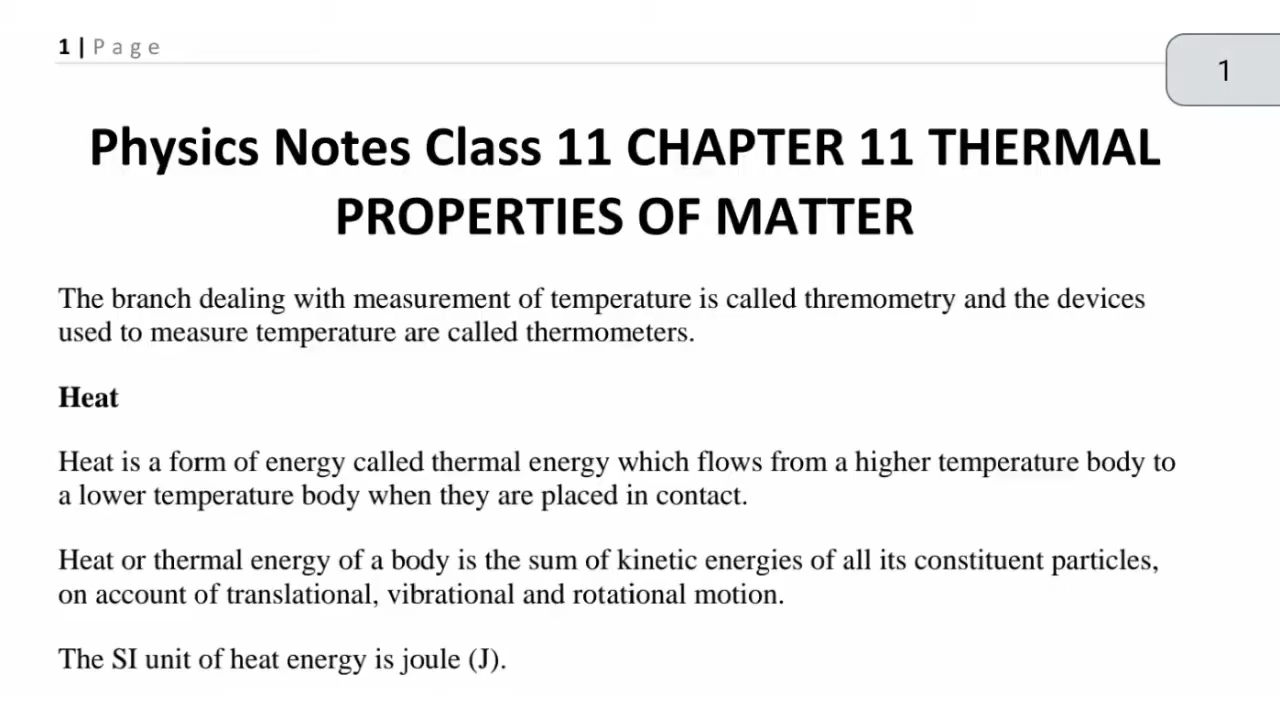 1 | P a g e
1
Physics Notes Class 11 CHAPTER 11 THERMAL
PROPERTIES OF MATTER
The branch dealing with measurement of temperature is called thremometry and the devices
used to measure temperature are called thermometers.
Heat
Heat is a form of energy called thermal energy which flows from a higher temperature body to
a lower temperature body when they are placed in contact.
Heat or thermal energy of a body is the sum of kinetic energies of all its constituent particles,
on account of translational, vibrational and rotational motion.
The SI unit of heat energy is joule (J).